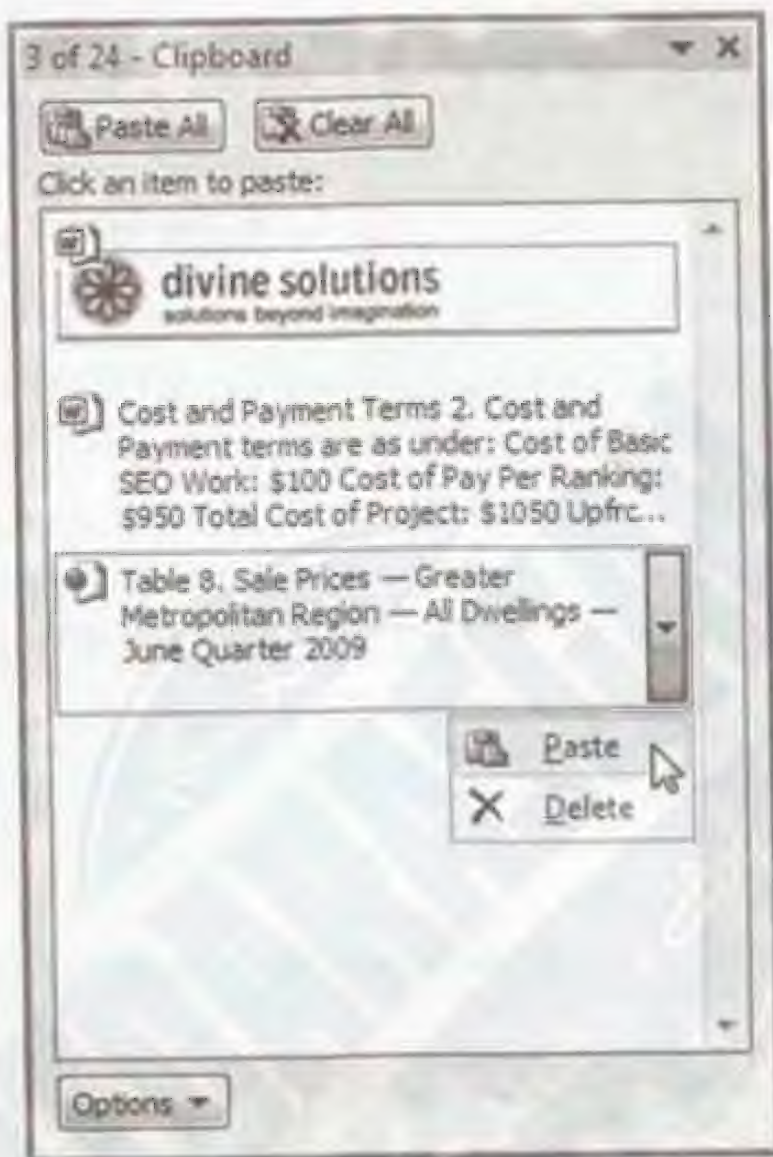 3 of 24 - Clipboard
Paste All
Clear All
Click an item to paste:
divine solutions
solutions beyond imagination
Cost and Payment Terms 2. Cost and
Payment terms are as under: Cost of Basic
SEO Work: $100 Cost of Pay Per Ranking:
$950 Total Cost of Project: $1050 Upfrc...
Table 8. Sale Prices — Greater
Metropolitan Region — All Dwellings —
June Quarter 2009
Paste
Delete
Options